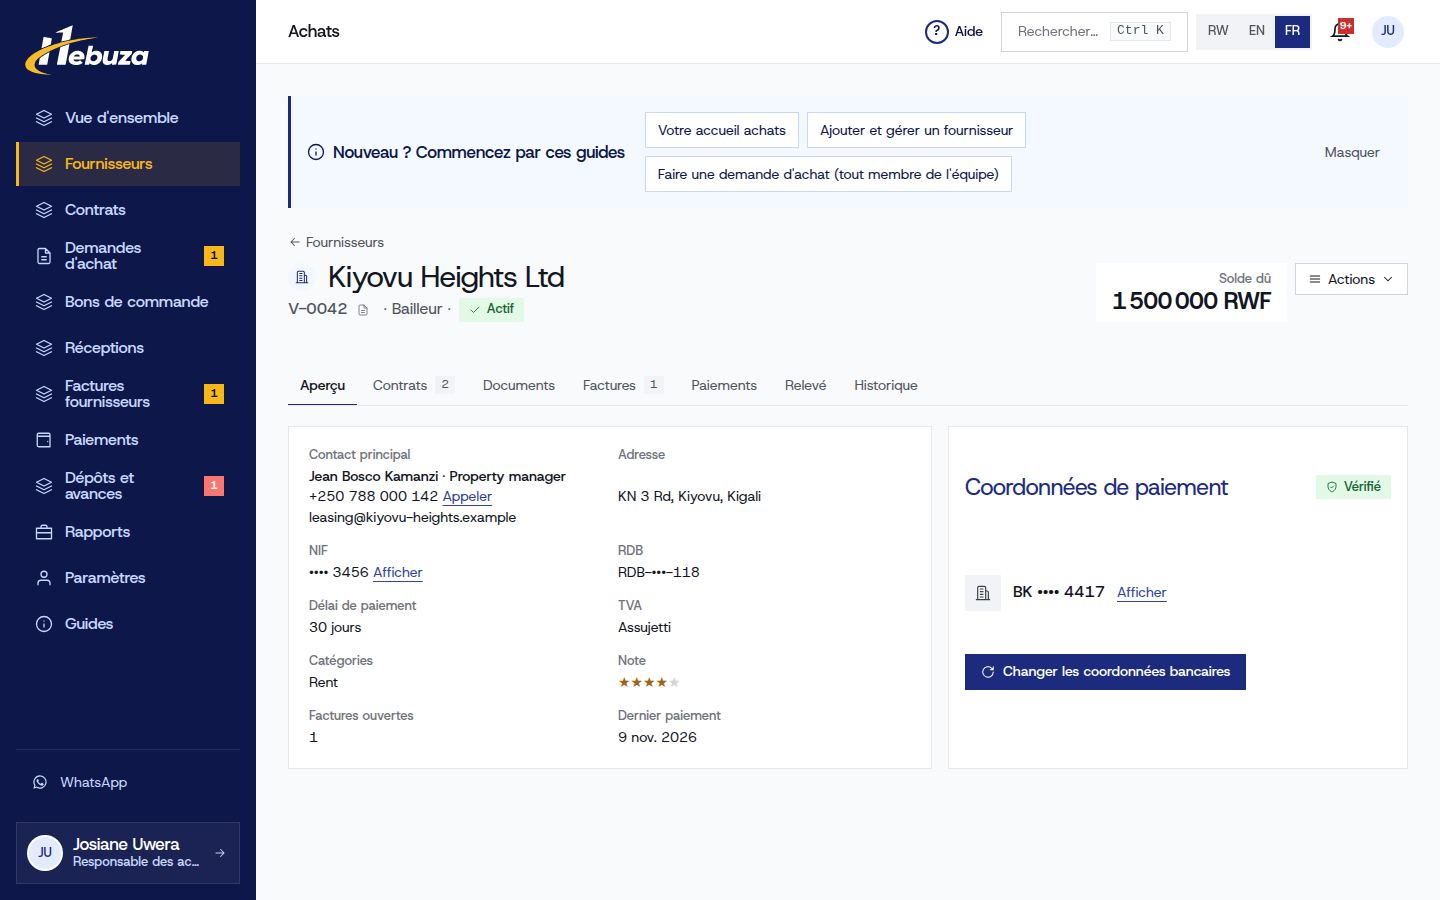 Hebuza
Vue d'ensemble
Fournisseurs
Contrats
Demandes
d'achat
1
Bons de commande
Réceptions
Factures
fournisseurs
1
Paiements
Dépôts et
avances
1
Rapports
Paramètres
Guides
WhatsApp
JU
Josiane Uwera
Responsable des ac...
Achats
? Aide
Rechercher... Ctrl K
RW EN FR
9+
JU
Nouveau ? Commencez par ces guides
Votre accueil achats
Ajouter et gérer un fournisseur
Faire une demande d'achat (tout membre de l'équipe)
Masquer
← Fournisseurs
Kiyovu Heights Ltd
V-0042 · Bailleur · Actif
Solde dû
1 500 000 RWF
Actions
Aperçu Contrats 2 Documents Factures 1 Paiements Relevé Historique
Contact principal
Jean Bosco Kamanzi · Property manager
+250 788 000 142 Appeler
leasing@kiyovu-heights.example
Adresse
KN 3 Rd, Kiyovu, Kigali
NIF
•••• 3456 Afficher
RDB
RDB-•••-118
Délai de paiement
30 jours
TVA
Assujetti
Catégories
Rent
Note
★★★★★
Factures ouvertes
1
Dernier paiement
9 nov. 2026
Coordonnées de paiement
Vérifié
BK •••• 4417 Afficher
Changer les coordonnées bancaires